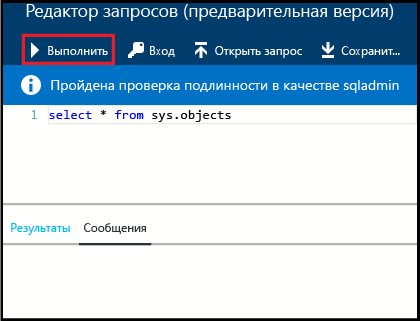 Редактор запросов (предварительная версия)
Выполнить Вход Открыть запрос Сохранит...
Пройдена проверка подлинности в качестве sqladmin
1 select * from sys.objects
Результаты Сообщения